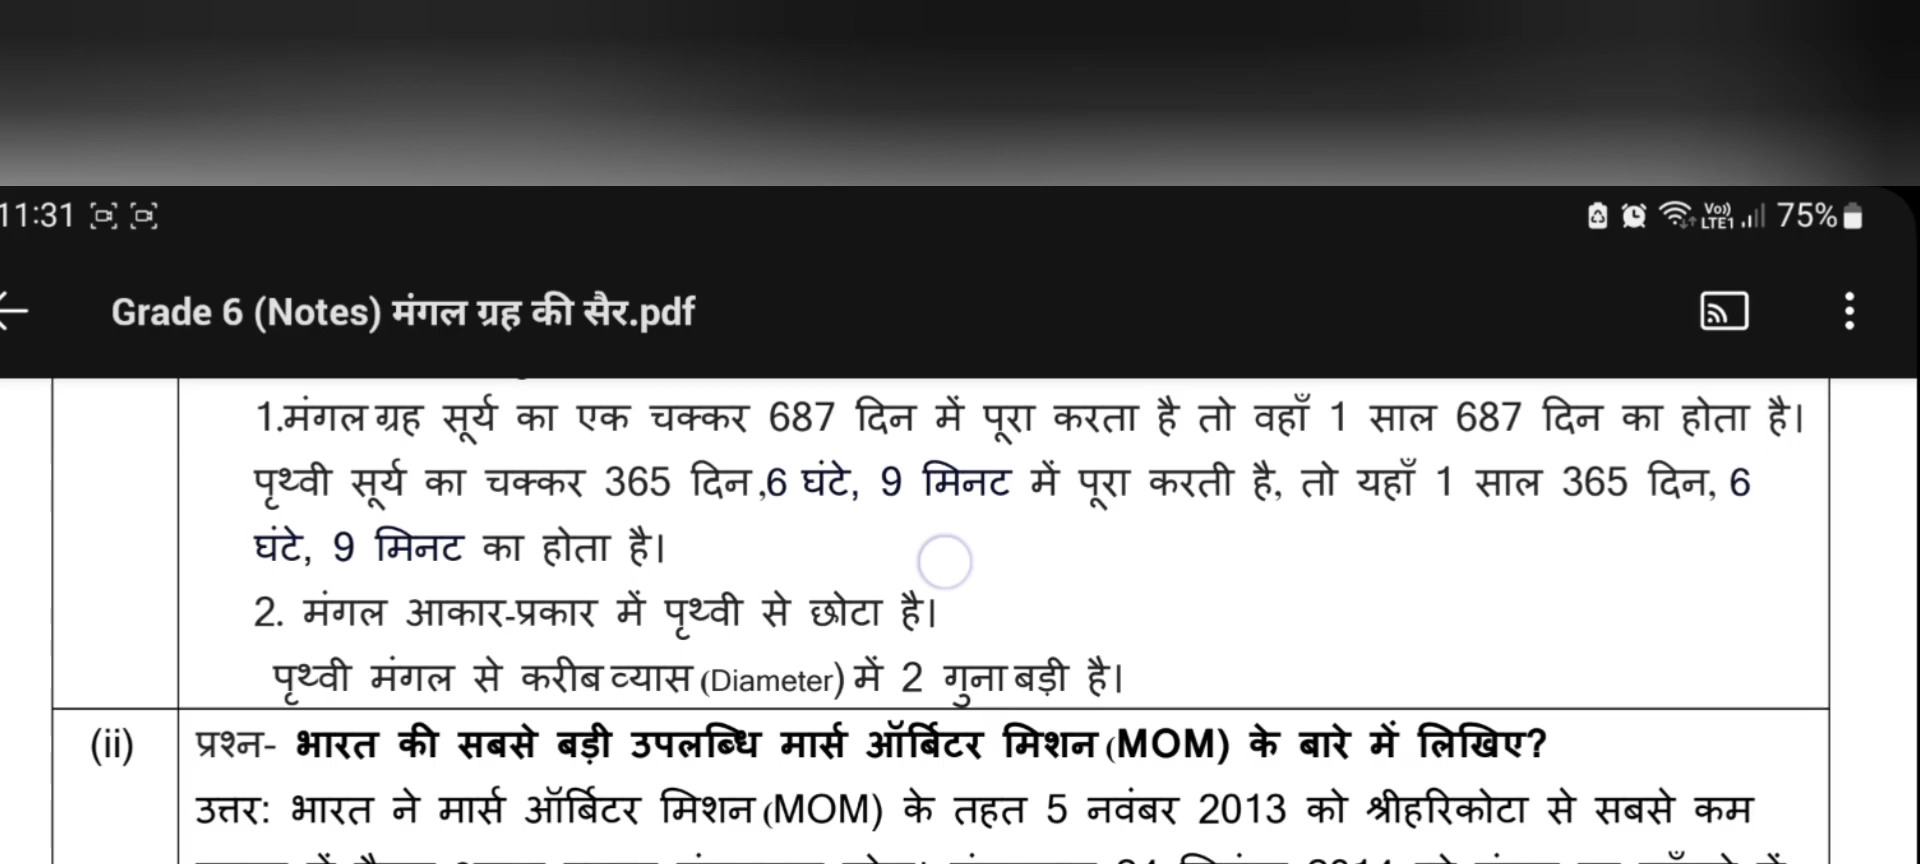 11:31 Vo)) LTE1 75%
Grade 6 (Notes) मंगल ग्रह की सैर.pdf
1.मंगल ग्रह सूर्य का एक चक्कर 687 दिन में पूरा करता है तो वहाँ 1 साल 687 दिन का होता है।
पृथ्वी सूर्य का चक्कर 365 दिन,6 घंटे, 9 मिनट में पूरा करती है, तो यहाँ 1 साल 365 दिन, 6
घंटे, 9 मिनट का होता है।
2. मंगल आकार-प्रकार में पृथ्वी से छोटा है।
पृथ्वी मंगल से करीब व्यास (Diameter) में 2 गुना बड़ी है।
(ii) प्रश्न- भारत की सबसे बड़ी उपलब्धि मार्स ऑर्बिटर मिशन (MOM) के बारे में लिखिए?
उत्तर: भारत ने मार्स ऑर्बिटर मिशन (MOM) के तहत 5 नवंबर 2013 को श्रीहरिकोटा से सबसे कम